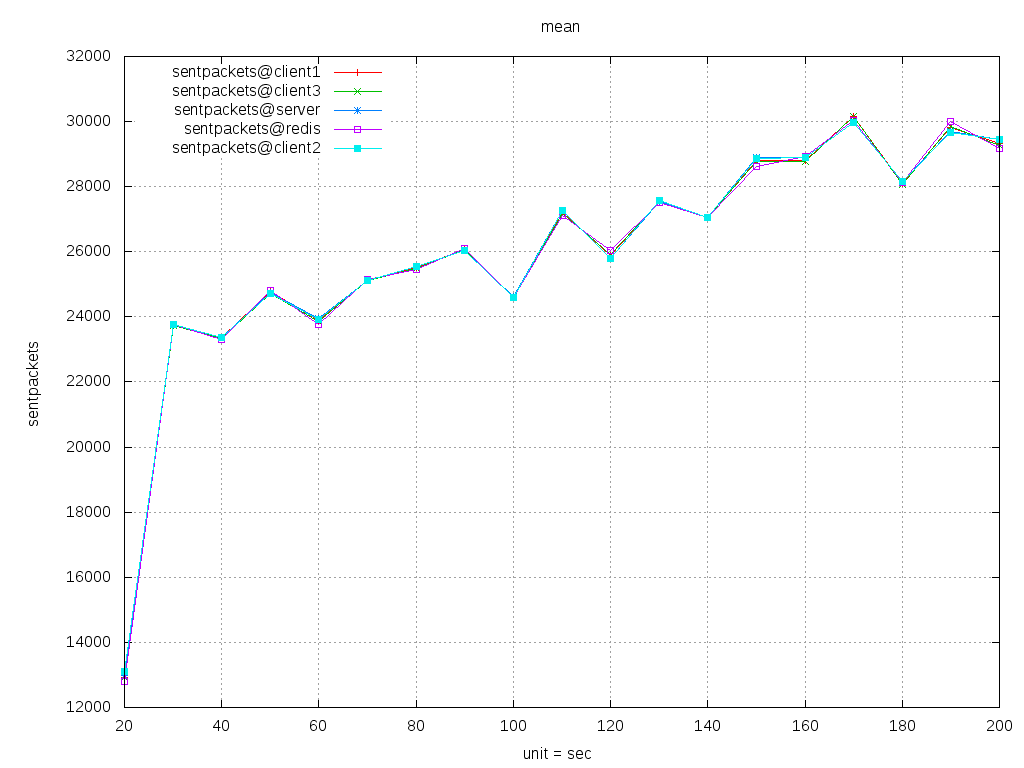 mean
32000
30000
28000
26000
24000
22000
20000
18000
16000
14000
12000
sentpackets
sentpackets@client1
sentpackets@client3
sentpackets@server
sentpackets@redis
sentpackets@client2
20 40 60 80 100 120 140 160 180 200
unit = sec